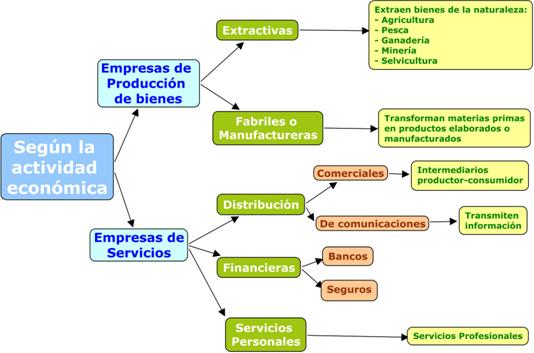 Según la
actividad
económica
Empresas de
Producción
de bienes
Extractivas
Extraen bienes de la naturaleza:
- Agricultura
- Pesca
- Ganadería
- Minería
- Selvicultura
Fabriles o
Manufactureras
Transforman materias primas
en productos elaborados o
manufacturados
Empresas de
Servicios
Distribución
Comerciales
Intermediarios
productor-consumidor
De comunicaciones
Transmiten
información
Financieras
Bancos
Seguros
Servicios
Personales
Servicios Profesionales